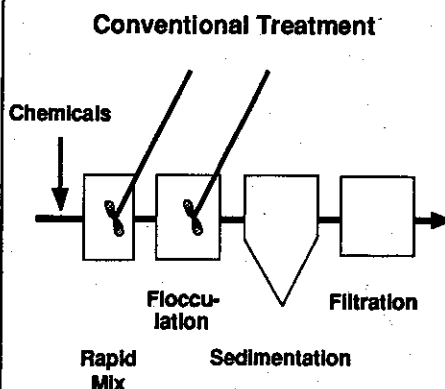 Conventional Treatment
Chemicals
Floccu-
lation
Filtration
Rapid
Mix
Sedimentation